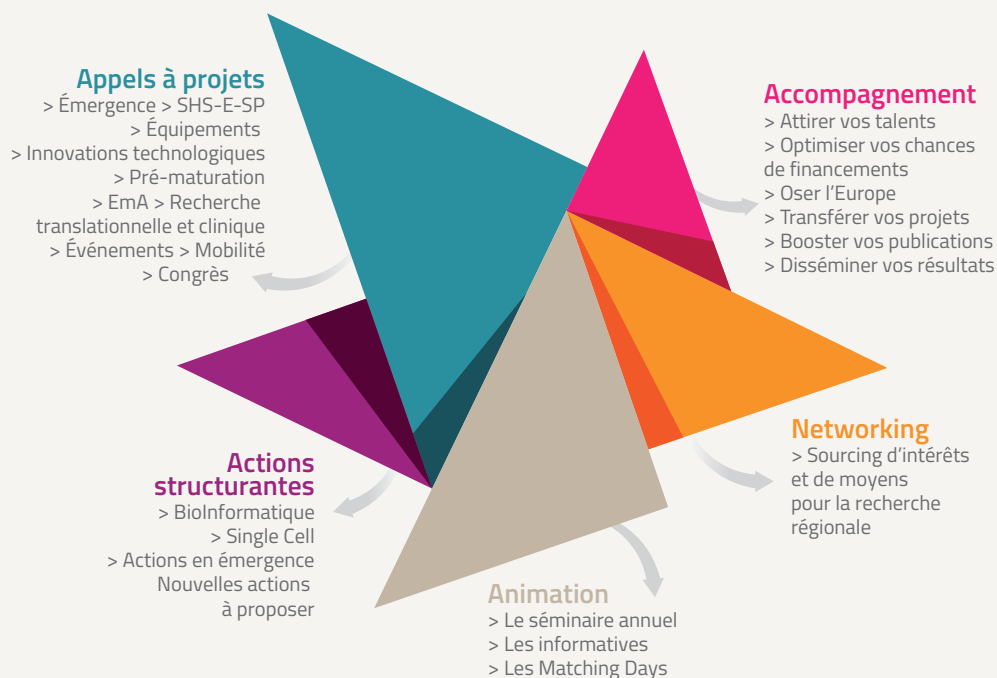 Appels à projets
> Émergence > SHS-E-SP
> Équipements
> Innovations technologiques
> Pré-maturation
> EmA > Recherche
translationnelle et clinique
> Événements > Mobilité
> Congrès
Accompagnement
> Attirer vos talents
> Optimiser vos chances
de financements
> Oser l'Europe
> Transférer vos projets
> Booster vos publications
> Disséminer vos résultats
Networking
> Sourcing d'intérêts
et de moyens
pour la recherche
régionale
Actions
structurantes
> BioInformatique
> Single Cell
> Actions en émergence
Nouvelles actions
à proposer
Animation
> Le séminaire annuel
> Les informatives
> Les Matching Days